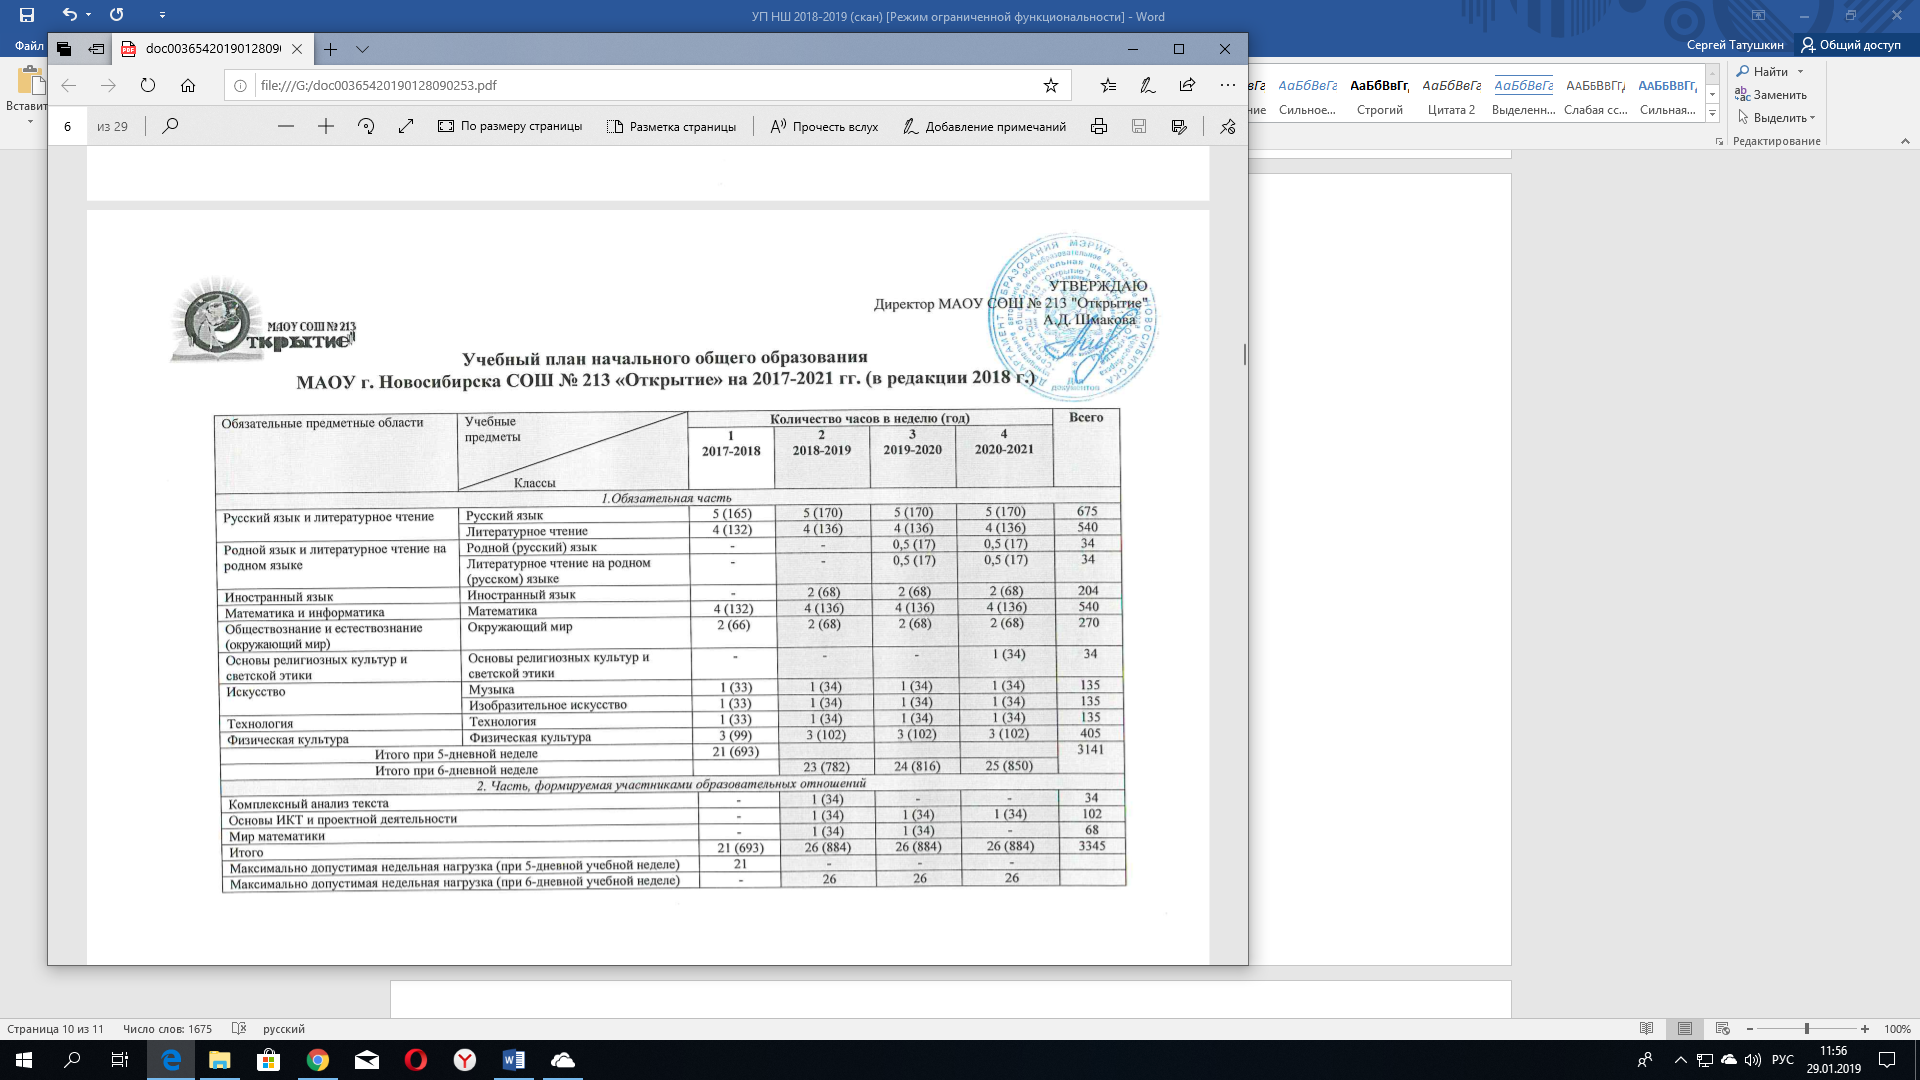 УП НШ 2018-2019 (скан) [Режим ограниченной функциональности] - Word
Файл
Сергей Татушкин
Общий доступ
doc00365420190128090
file:///G:/doc00365420190128090253.pdf
Вставит
АаБбВвГг АаБбВвГг АаБбВвГг АаБбВвГг ААББВВГГ ААББВВГГ
Сильное... Строгий Цитата 2 Выделенн... Слабая сс... Сильная...
Найти
Заменить
Выделить
Редактирование
6 из 29
По размеру страницы
Разметка страницы
Прочесть вслух
Добавление примечаний
УТВЕРЖДАЮ
Директор МАОУ СОШ № 213 "Открытие"
А.Д. Шмакова
МАОУ СОШ № 213
ткрытие"
Учебный план начального общего образования
МАОУ г. Новосибирска СОШ № 213 «Открытие» на 2017-2021 гг. (в редакции 2018 г.)
Обязательные предметные области Учебные предметы Классы Количество часов в неделю (год) Всего
1 2 3 4
2017-2018 2018-2019 2019-2020 2020-2021
1.Обязательная часть
Русский язык и литературное чтение Русский язык 5 (165) 5 (170) 5 (170) 5 (170) 675
Литературное чтение 4 (132) 4 (136) 4 (136) 4 (136) 540
Родной язык и литературное чтение на родном языке Родной (русский) язык - - 0,5 (17) 0,5 (17) 34
Литературное чтение на родном (русском) языке - - 0,5 (17) 0,5 (17) 34
Иностранный язык Иностранный язык - 2 (68) 2 (68) 2 (68) 204
Математика и информатика Математика 4 (132) 4 (136) 4 (136) 4 (136) 540
Обществознание и естествознание (окружающий мир) Окружающий мир 2 (66) 2 (68) 2 (68) 2 (68) 270
Основы религиозных культур и светской этики Основы религиозных культур и светской этики - - - 1 (34) 34
Искусство Музыка 1 (33) 1 (34) 1 (34) 1 (34) 135
Изобразительное искусство 1 (33) 1 (34) 1 (34) 1 (34) 135
Технология Технология 1 (33) 1 (34) 1 (34) 1 (34) 135
Физическая культура Физическая культура 3 (99) 3 (102) 3 (102) 3 (102) 405
Итого при 5-дневной неделе 21 (693) 3141
Итого при 6-дневной неделе 23 (782) 24 (816) 25 (850)
2. Часть, формируемая участниками образовательных отношений
Комплексный анализ текста - 1 (34) - - 34
Основы ИКТ и проектной деятельности - 1 (34) 1 (34) 1 (34) 102
Мир математики - 1 (34) 1 (34) - 68
Итого 21 (693) 26 (884) 26 (884) 26 (884) 3345
Максимально допустимая недельная нагрузка (при 5-дневной учебной неделе) 21 - - -
Максимально допустимая недельная нагрузка (при 6-дневной учебной неделе) - 26 26 26
Страница 10 из 11 Число слов: 1675 русский
100%
РУС
11:56
29.01.2019